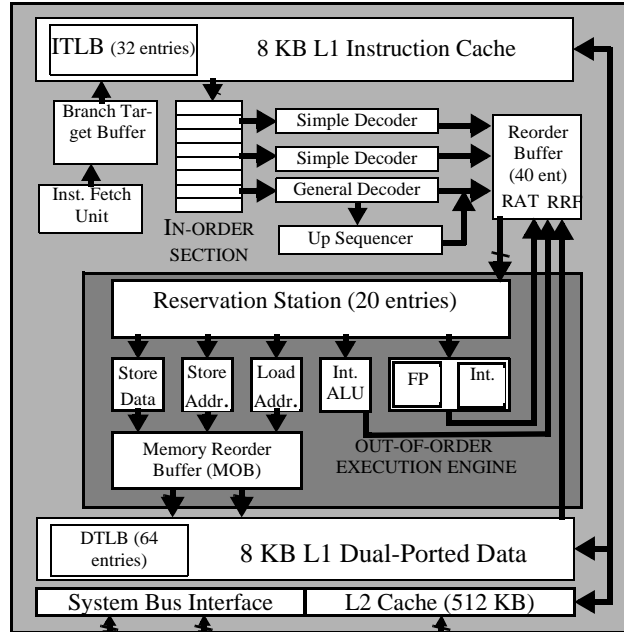 ITLB (32 entries)
8 KB L1 Instruction Cache
Branch Tar-
get Buffer
Inst. Fetch
Unit
Simple Decoder
Simple Decoder
General Decoder
Up Sequencer
IN-ORDER
SECTION
Reorder
Buffer
(40 ent)
RAT RRF
Reservation Station (20 entries)
Store
Data
Store
Addr.
Load
Addr.
Int.
ALU
FP
Int.
Memory Reorder
Buffer (MOB)
OUT-OF-ORDER
EXECUTION ENGINE
DTLB (64
entries)
8 KB L1 Dual-Ported Data
System Bus Interface
L2 Cache (512 KB)